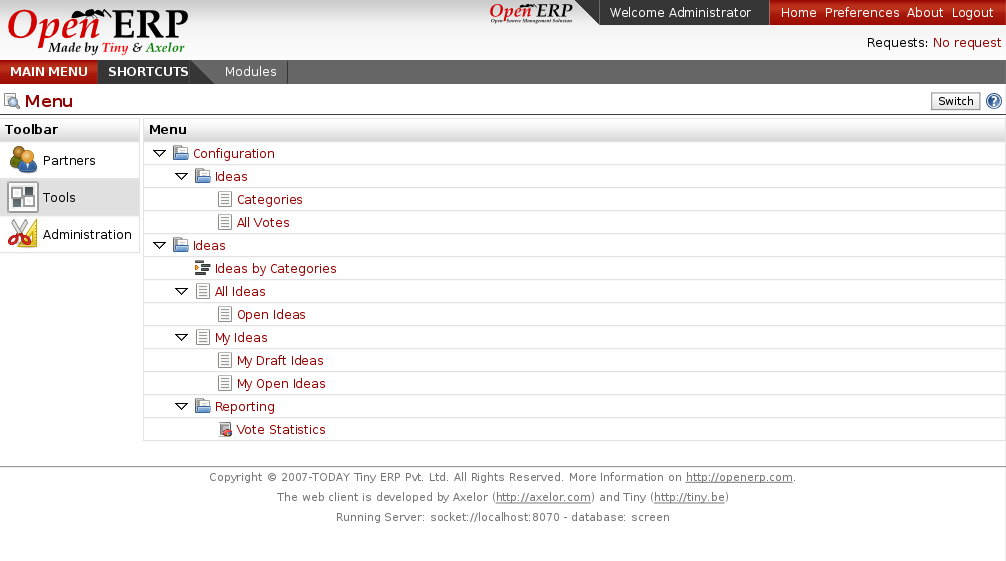 Open ERP
Made by Tiny & Axelor
Open ERP
Open Source Management Solution
Welcome Administrator
Home Preferences About Logout
Requests: No request
MAIN MENU SHORTCUTS Modules
Menu
Switch ?
Toolbar
Partners
Tools
Administration
Menu
Configuration
Ideas
Categories
All Votes
Ideas
Ideas by Categories
All Ideas
Open Ideas
My Ideas
My Draft Ideas
My Open Ideas
Reporting
Vote Statistics
Copyright © 2007-TODAY Tiny ERP Pvt. Ltd. All Rights Reserved. More Information on http://openerp.com.
The web client is developed by Axelor (http://axelor.com) and Tiny (http://tiny.be)
Running Server: socket://localhost:8070 - database: screen